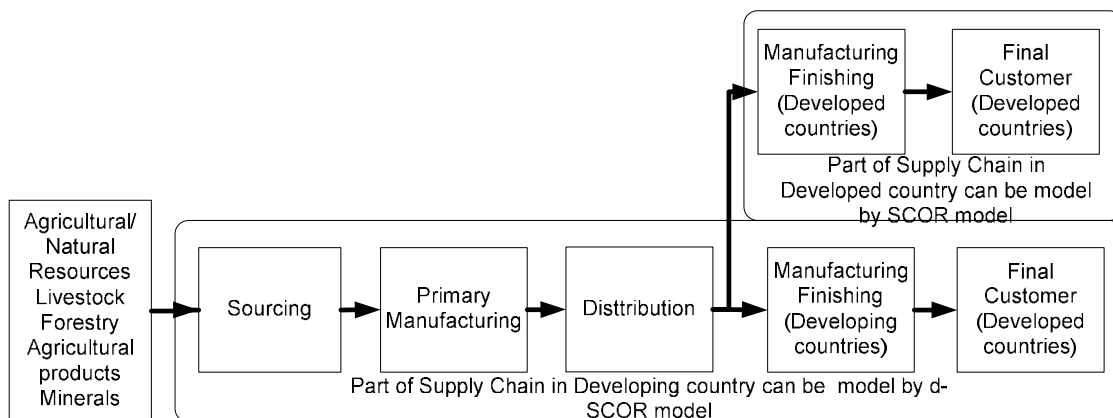 Manufacturing
Finishing
(Developed
countries)
Final
Customer
(Developed
countries)
Part of Supply Chain in
Developed country can be model
by SCOR model
Agricultural/
Natural
Resources
Livestock
Forestry
Agricultural
products
Minerals
Sourcing
Primary
Manufacturing
Disttribution
Manufacturing
Finishing
(Developing
countries)
Final
Customer
(Developed
countries)
Part of Supply Chain in Developing country can be  model by d-
SCOR model